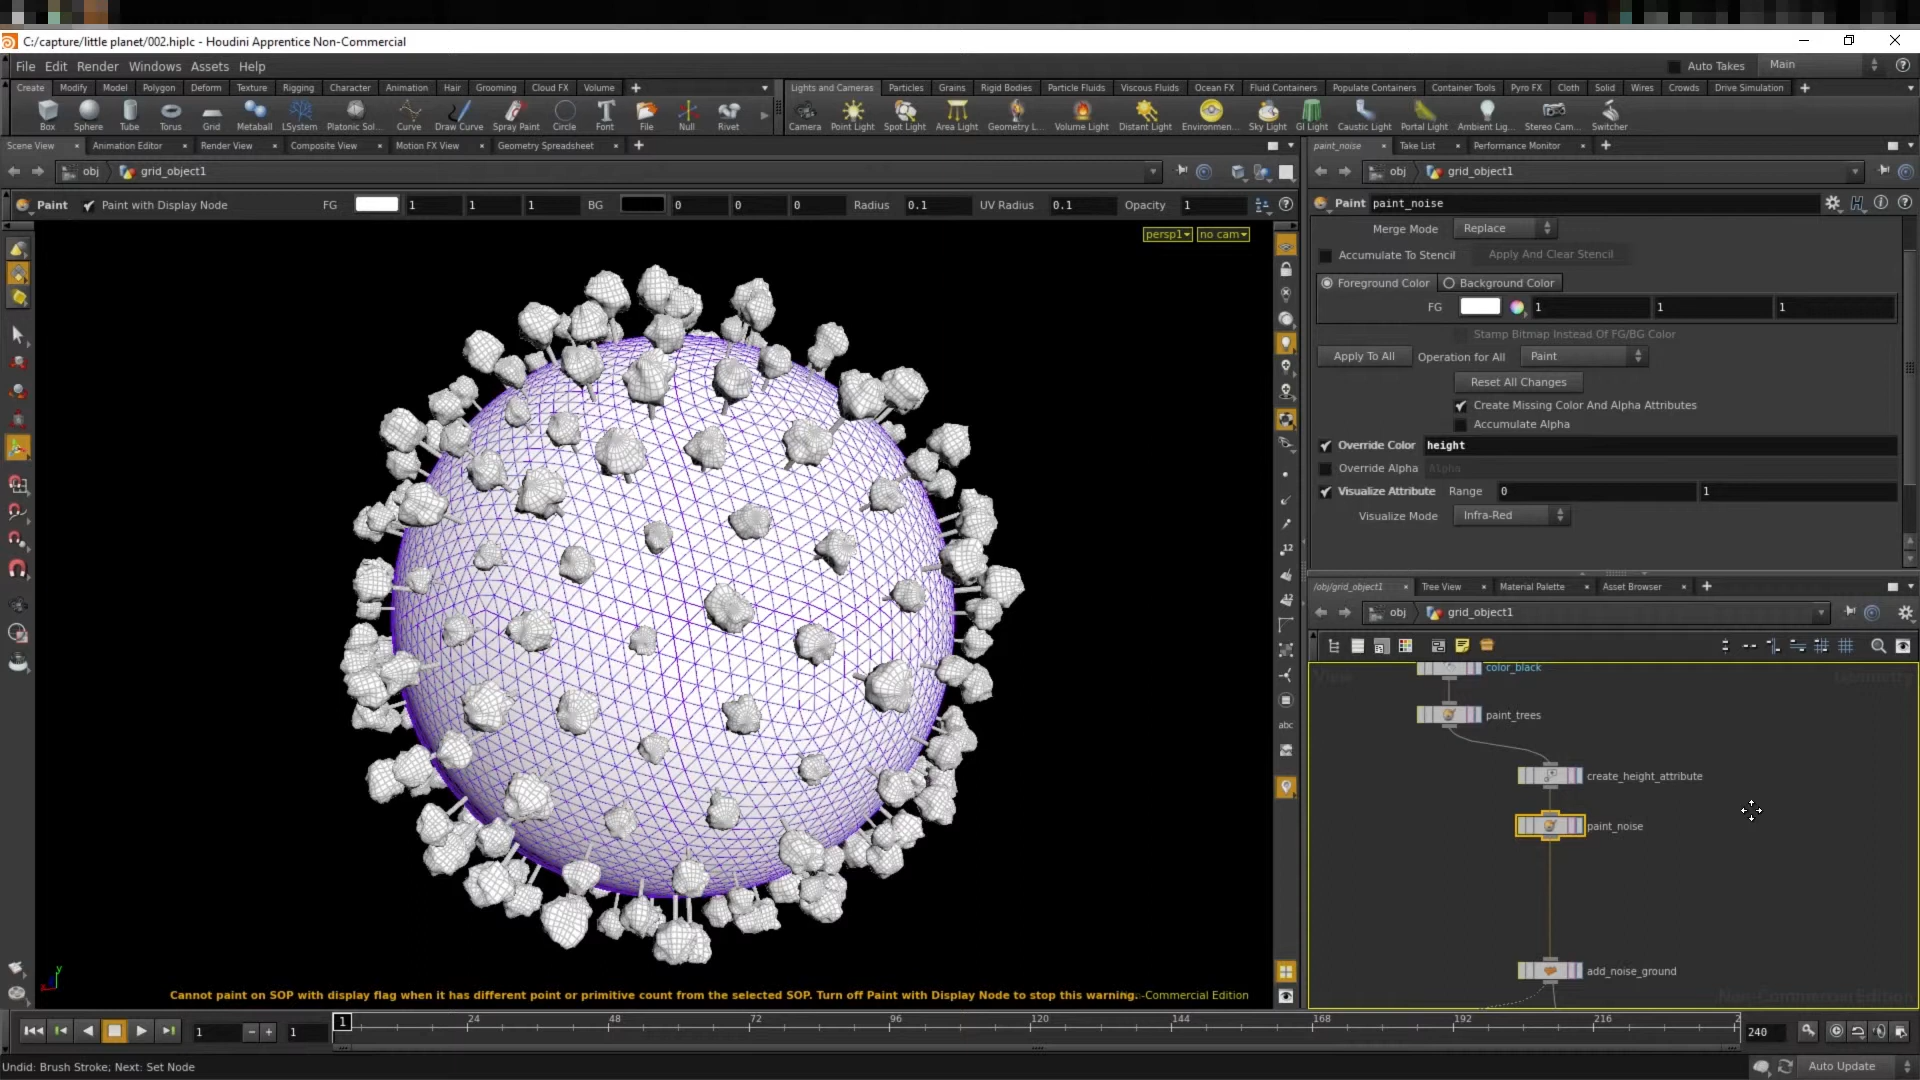 C:/capture/little planet/002.hiplc - Houdini Apprentice Non-Commercial
File Edit Render Windows Assets Help
Auto Takes Main
Create Modify Model Polygon Deform Texture Rigging Character Animation Hair Grooming Cloud FX Volume
Lights and Cameras Particles Grains Rigid Bodies Particle Fluids Viscous Fluids Ocean FX Fluid Containers Populate Containers Container Tools Pyro FX Cloth Solid Wires Crowds Drive Simulation
Box Sphere Tube Torus Grid Metaball LSystem Platonic Sol... Curve Draw Curve Spray Paint Circle Font File Null Rivet
Camera Point Light Spot Light Area Light Geometry L... Volume Light Distant Light Environmen... Sky Light GI Light Caustic Light Portal Light Ambient Lig... Stereo Cam... Switcher
Scene View Animation Editor Render View Composite View Motion FX View Geometry Spreadsheet
paint_noise Take List Performance Monitor
obj grid_object1
obj grid_object1
Paint Paint with Display Node FG 1 1 1 BG 0 0 0 Radius 0.1 UV Radius 0.1 Opacity 1
Paint paint_noise
persp1 no cam
Merge Mode Replace
Accumulate To Stencil Apply And Clear Stencil
Foreground Color Background Color
FG 1 1 1
Stamp Bitmap Instead Of FG/BG Color
Apply To All Operation for All Paint
Reset All Changes
Create Missing Color And Alpha Attributes
Accumulate Alpha
Override Color height
Override Alpha Alpha
Visualize Attribute Range 0 1
Visualize Mode Infra-Red
12
abc
/obj/grid_object1 Tree View Material Palette Asset Browser
obj grid_object1
View Geometry
color_black
paint_trees
create_height_attribute
paint_noise
add_noise_ground
Non-Commercial Edition
y
Cannot paint on SOP with display flag when it has different point or primitive count from the selected SOP. Turn off Paint with Display Node to stop this warning. -Commercial Edition
1 1 1 24 48 72 96 120 144 168 192 216 2 240
Undid: Brush Stroke; Next: Set Node
Auto Update